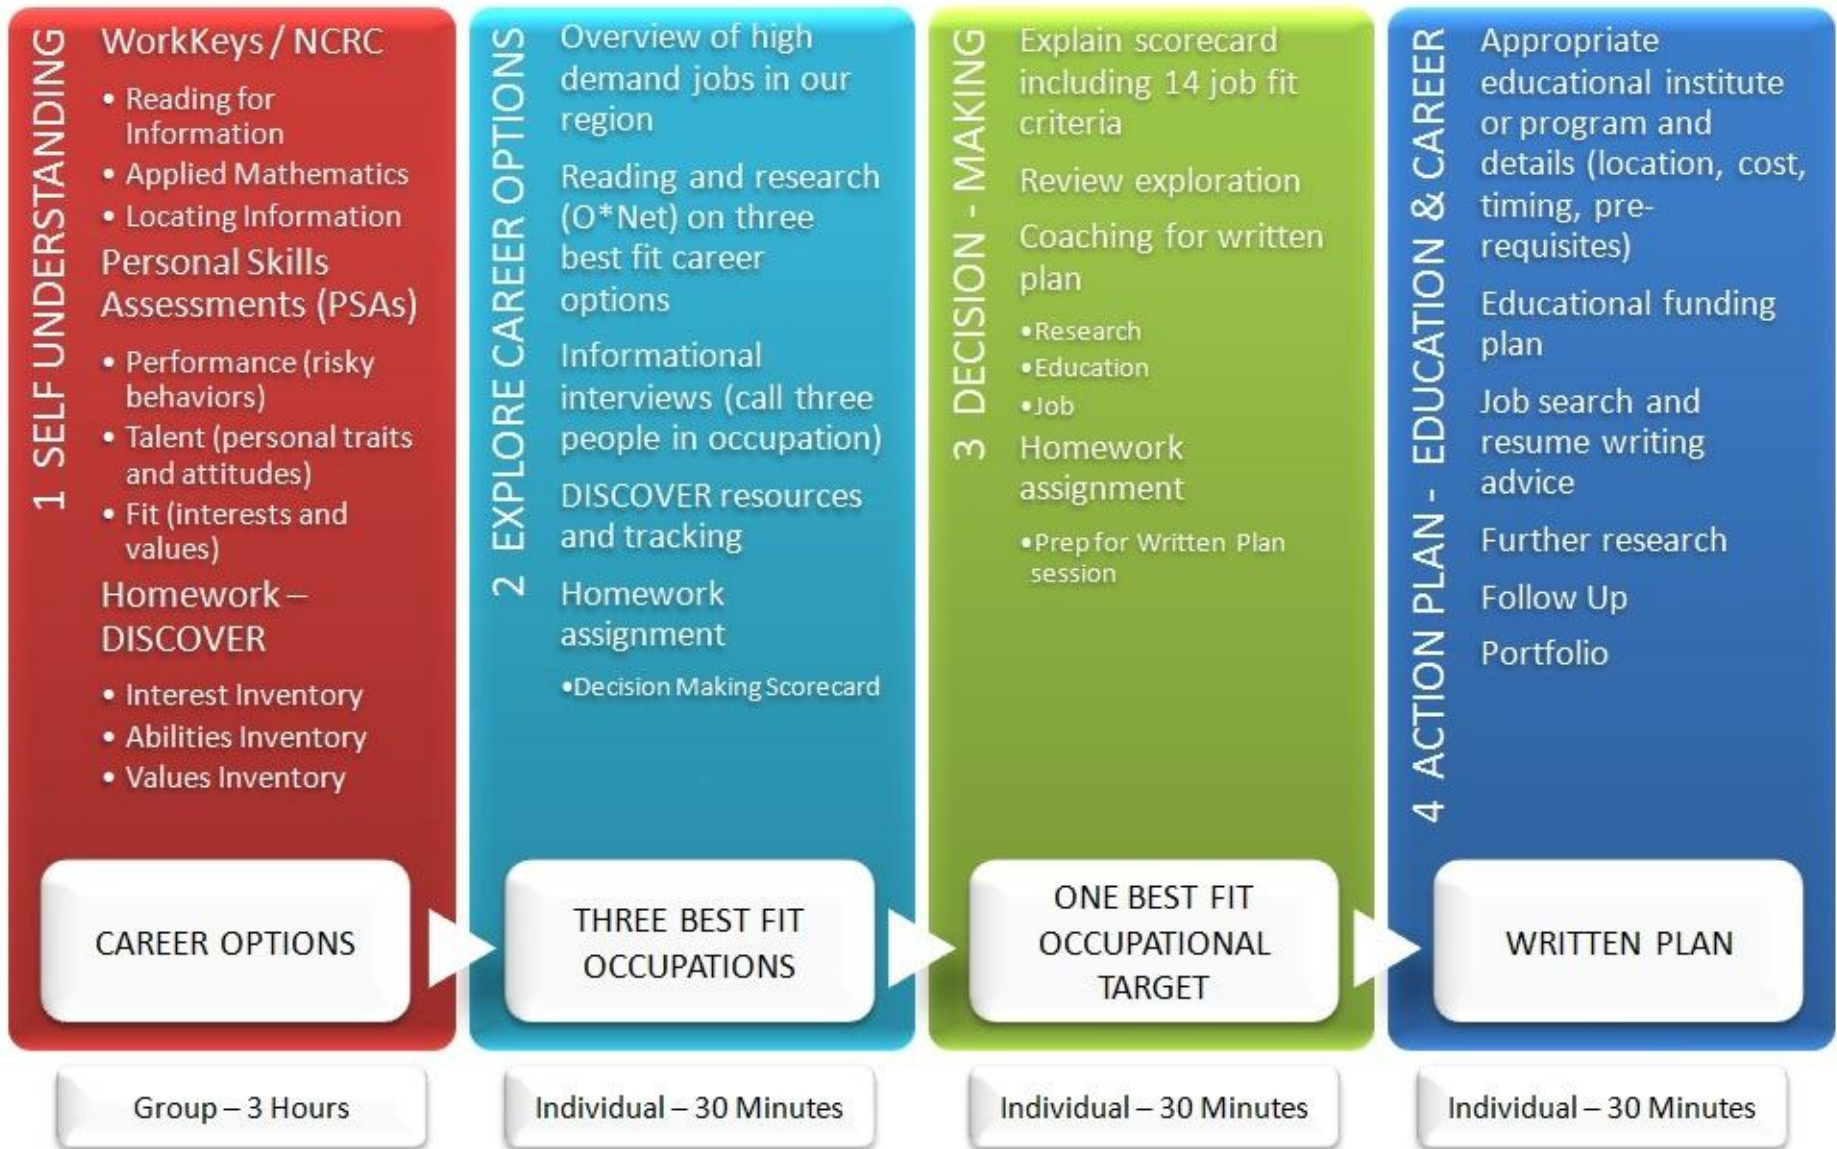 1 SELF UNDERSTANDING
WorkKeys / NCRC
• Reading for
Information
• Applied Mathematics
• Locating Information
Personal Skills
Assessments (PSAs)
• Performance (risky
behaviors)
• Talent (personal traits
and attitudes)
• Fit (interests and
values)
Homework –
DISCOVER
• Interest Inventory
• Abilities Inventory
• Values Inventory
CAREER OPTIONS
Group – 3 Hours
2 EXPLORE CAREER OPTIONS
Overview of high
demand jobs in our
region
Reading and research
(O*Net) on three
best fit career
options
Informational
interviews (call three
people in occupation)
DISCOVER resources
and tracking
Homework
assignment
•Decision Making Scorecard
THREE BEST FIT
OCCUPATIONS
Individual – 30 Minutes
3 DECISION - MAKING
Explain scorecard
including 14 job fit
criteria
Review exploration
Coaching for written
plan
•Research
•Education
•Job
Homework
assignment
•Prep for Written Plan
session
ONE BEST FIT
OCCUPATIONAL
TARGET
Individual – 30 Minutes
4 ACTION PLAN - EDUCATION & CAREER
Appropriate
educational institute
or program and
details (location, cost,
timing, pre-
requisites)
Educational funding
plan
Job search and
resume writing
advice
Further research
Follow Up
Portfolio
WRITTEN PLAN
Individual – 30 Minutes